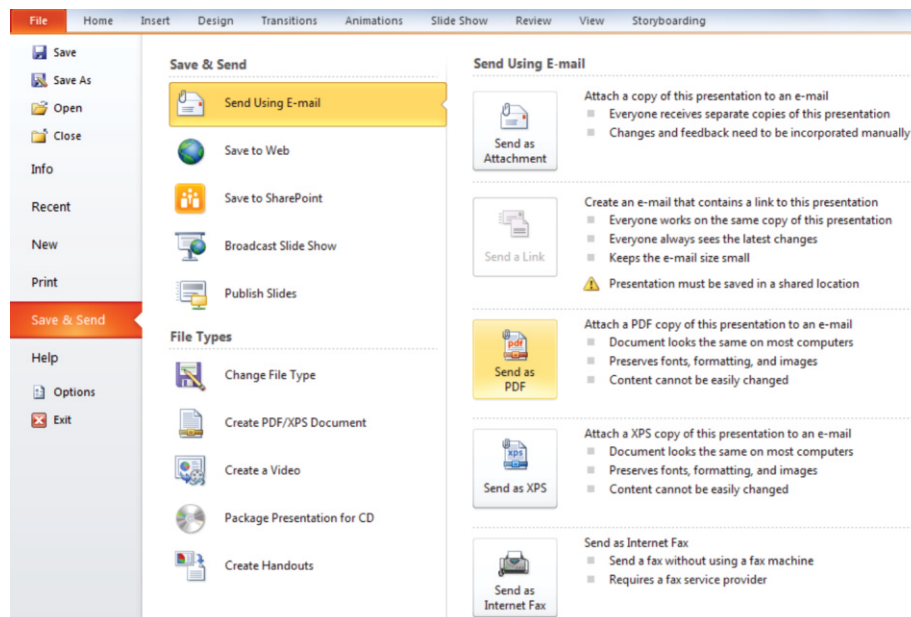 File Home Insert Design Transitions Animations Slide Show Review View Storyboarding
Save
Save As
Open
Close
Info
Recent
New
Print
Save & Send
Help
Options
Exit
Save & Send
Send Using E-mail
Save to Web
Save to SharePoint
Broadcast Slide Show
Publish Slides
File Types
Change File Type
Create PDF/XPS Document
Create a Video
Package Presentation for CD
Create Handouts
Send Using E-mail
Send as
Attachment
Attach a copy of this presentation to an e-mail
Everyone receives separate copies of this presentation
Changes and feedback need to be incorporated manually
Send a Link
Create an e-mail that contains a link to this presentation
Everyone works on the same copy of this presentation
Everyone always sees the latest changes
Keeps the e-mail size small
Presentation must be saved in a shared location
pdf
Send as
PDF
Attach a PDF copy of this presentation to an e-mail
Document looks the same on most computers
Preserves fonts, formatting, and images
Content cannot be easily changed
xps
Send as XPS
Attach a XPS copy of this presentation to an e-mail
Document looks the same on most computers
Preserves fonts, formatting, and images
Content cannot be easily changed
Send as
Internet Fax
Send as Internet Fax
Send a fax without using a fax machine
Requires a fax service provider